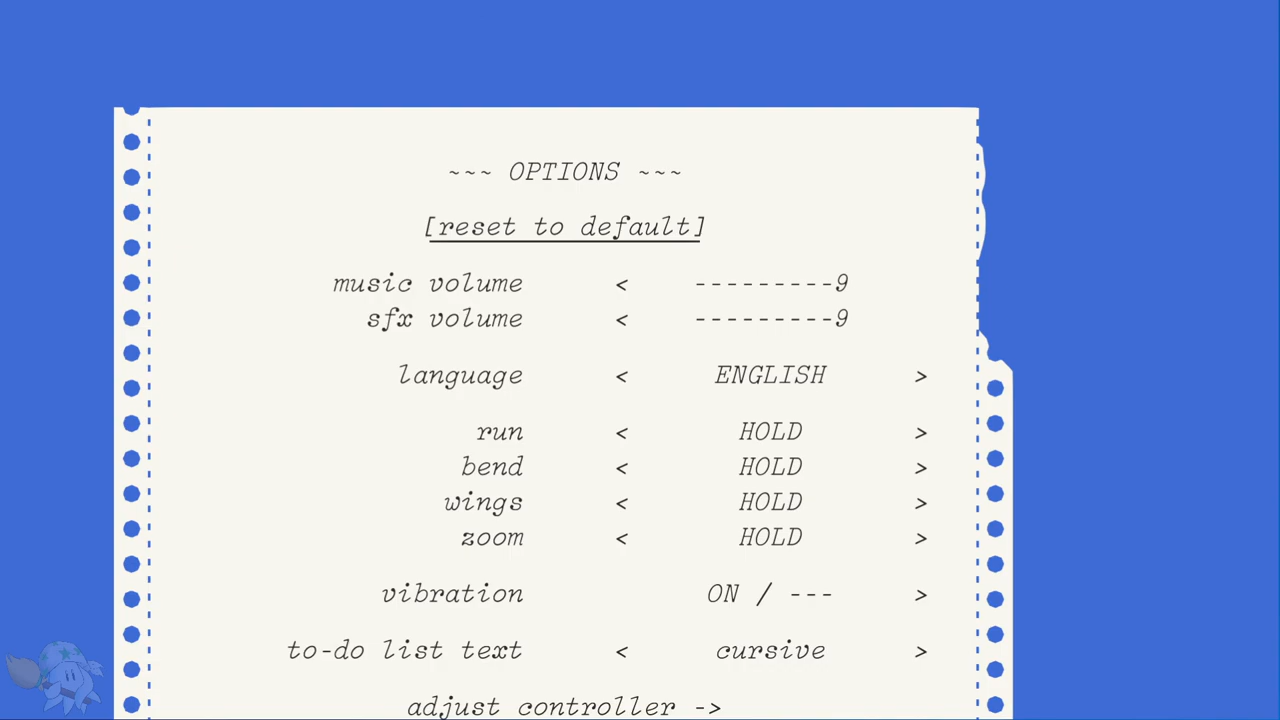 ~~~ OPTIONS ~~~
[reset to default]
music volume < ---------9
sfx volume < ---------9
language < ENGLISH >
run < HOLD >
bend < HOLD >
wings < HOLD >
zoom < HOLD >
vibration ON / --- >
to-do list text < cursive >
adjust controller ->